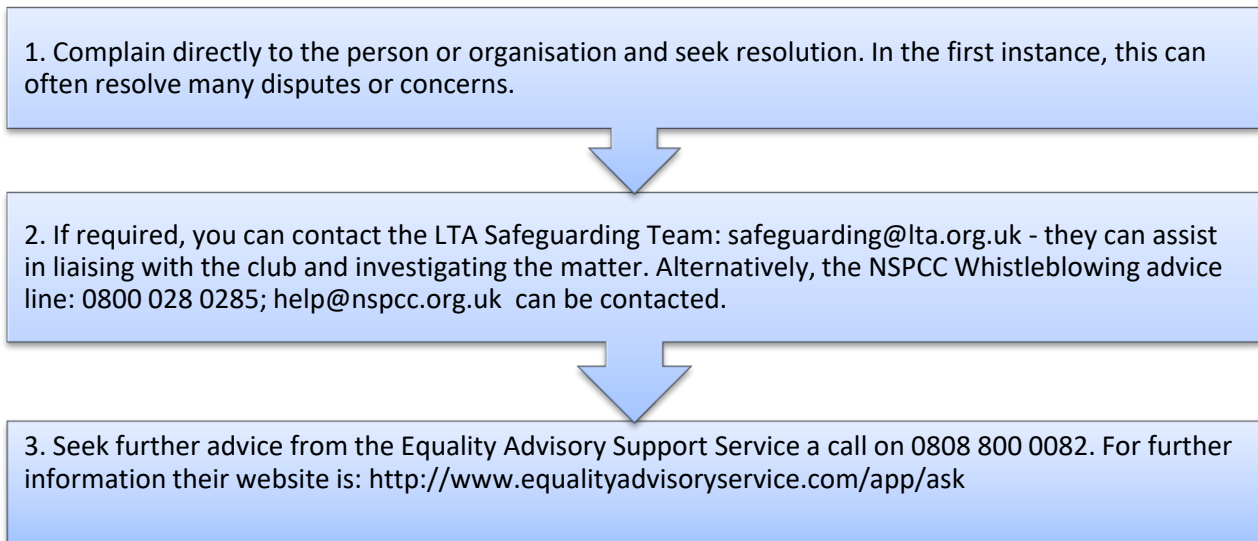 1. Complain directly to the person or organisation and seek resolution. In the first instance, this can
often resolve many disputes or concerns.
2. If required, you can contact the LTA Safeguarding Team: safeguarding@lta.org.uk - they can assist
in liaising with the club and investigating the matter. Alternatively, the NSPCC Whistleblowing advice
line: 0800 028 0285; help@nspcc.org.uk  can be contacted.
3. Seek further advice from the Equality Advisory Support Service a call on 0808 800 0082. For further
information their website is: http://www.equalityadvisoryservice.com/app/ask